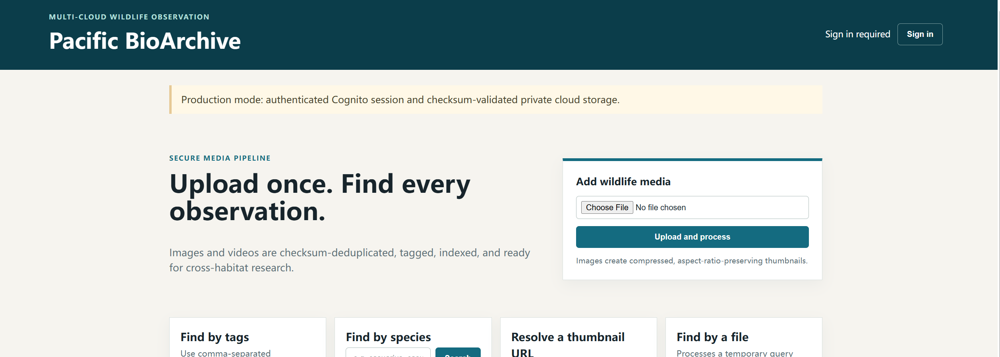 MULTI-CLOUD WILDLIFE OBSERVATION
Pacific BioArchive
Sign in required
Sign in
Production mode: authenticated Cognito session and checksum-validated private cloud storage.
SECURE MEDIA PIPELINE
Upload once. Find every
observation.
Images and videos are checksum-deduplicated, tagged, indexed, and ready
for cross-habitat research.
Add wildlife media
Choose File No file chosen
Upload and process
Images create compressed, aspect-ratio-preserving thumbnails.
Find by tags
Use comma-separated
Find by species
Search
Resolve a thumbnail
URL
Find by a file
Processes a temporary query